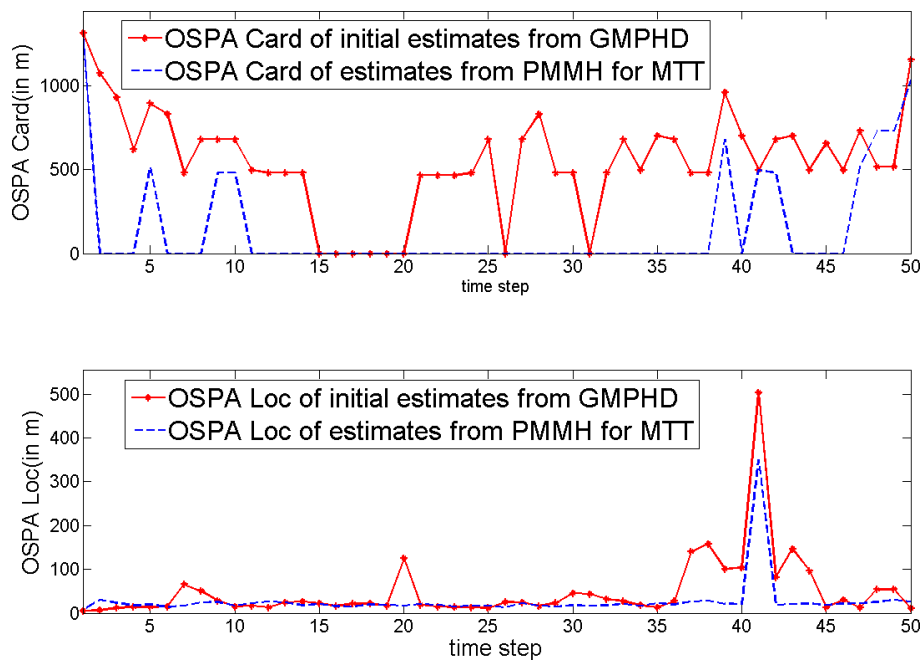 OSPA Card of initial estimates from GMPHD
OSPA Card of estimates from PMMH for MTT
OSPA Card(in m)
1000
500
0
5 10 15 20 25 30 35 40 45 50
time step
OSPA Loc of initial estimates from GMPHD
OSPA Loc of estimates from PMMH for MTT
OSPA Loc(in m)
500
400
300
200
100
0
5 10 15 20 25 30 35 40 45 50
time step